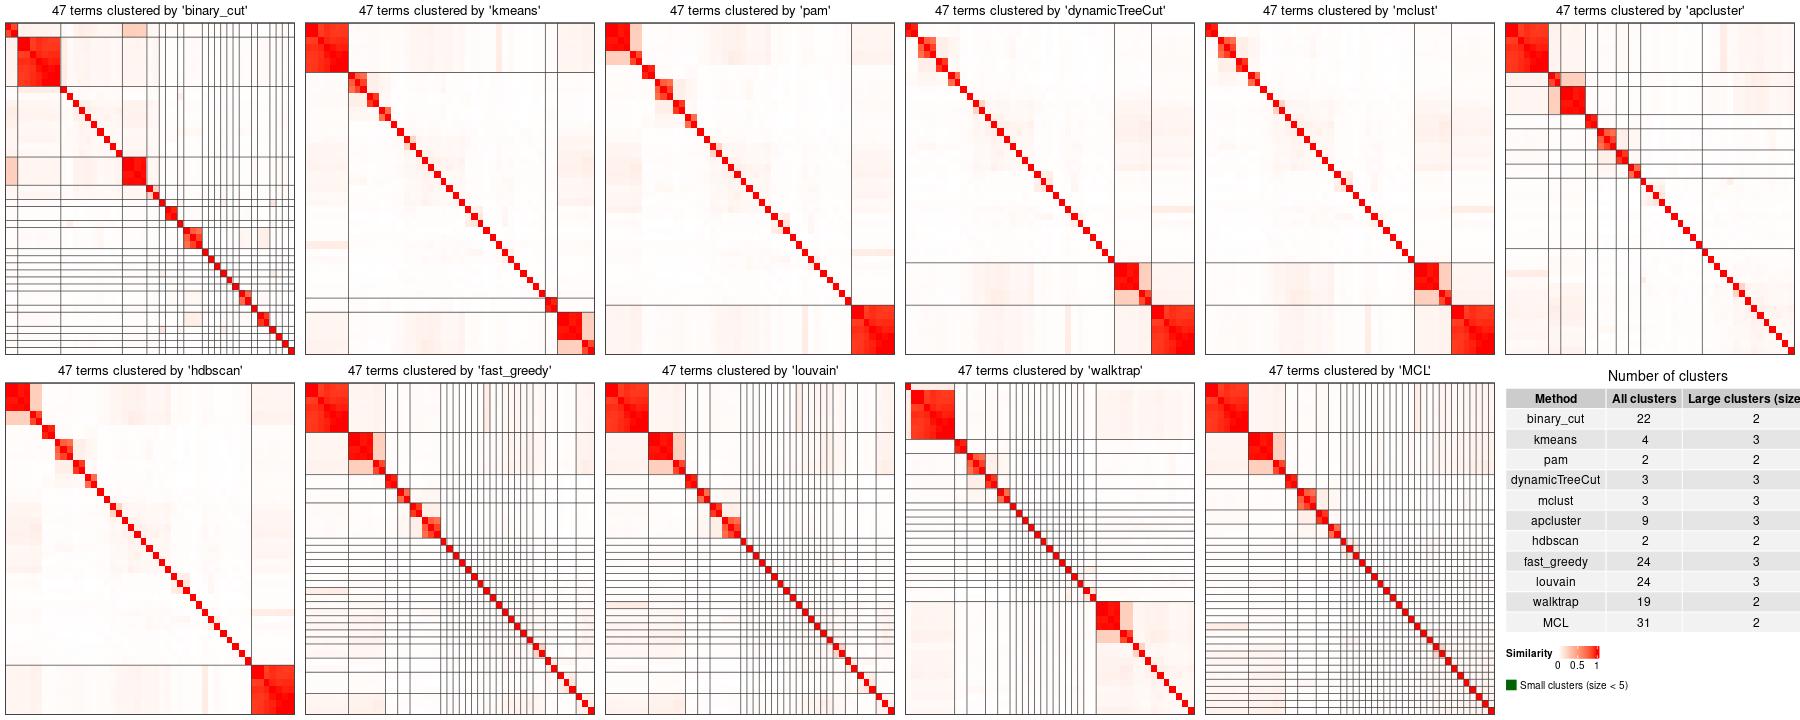 47 terms clustered by 'binary_cut'
47 terms clustered by 'kmeans'
47 terms clustered by 'pam'
47 terms clustered by 'dynamicTreeCut'
47 terms clustered by 'mclust'
47 terms clustered by 'apcluster'
47 terms clustered by 'hdbscan'
47 terms clustered by 'fast_greedy'
47 terms clustered by 'louvain'
47 terms clustered by 'walktrap'
47 terms clustered by 'MCL'
Number of clusters
Method All clusters Large clusters (size
binary_cut 22 2
kmeans 4 3
pam 2 2
dynamicTreeCut 3 3
mclust 3 3
apcluster 9 3
hdbscan 2 2
fast_greedy 24 3
louvain 24 3
walktrap 19 2
MCL 31 2
Similarity
0 0.5 1
Small clusters (size < 5)